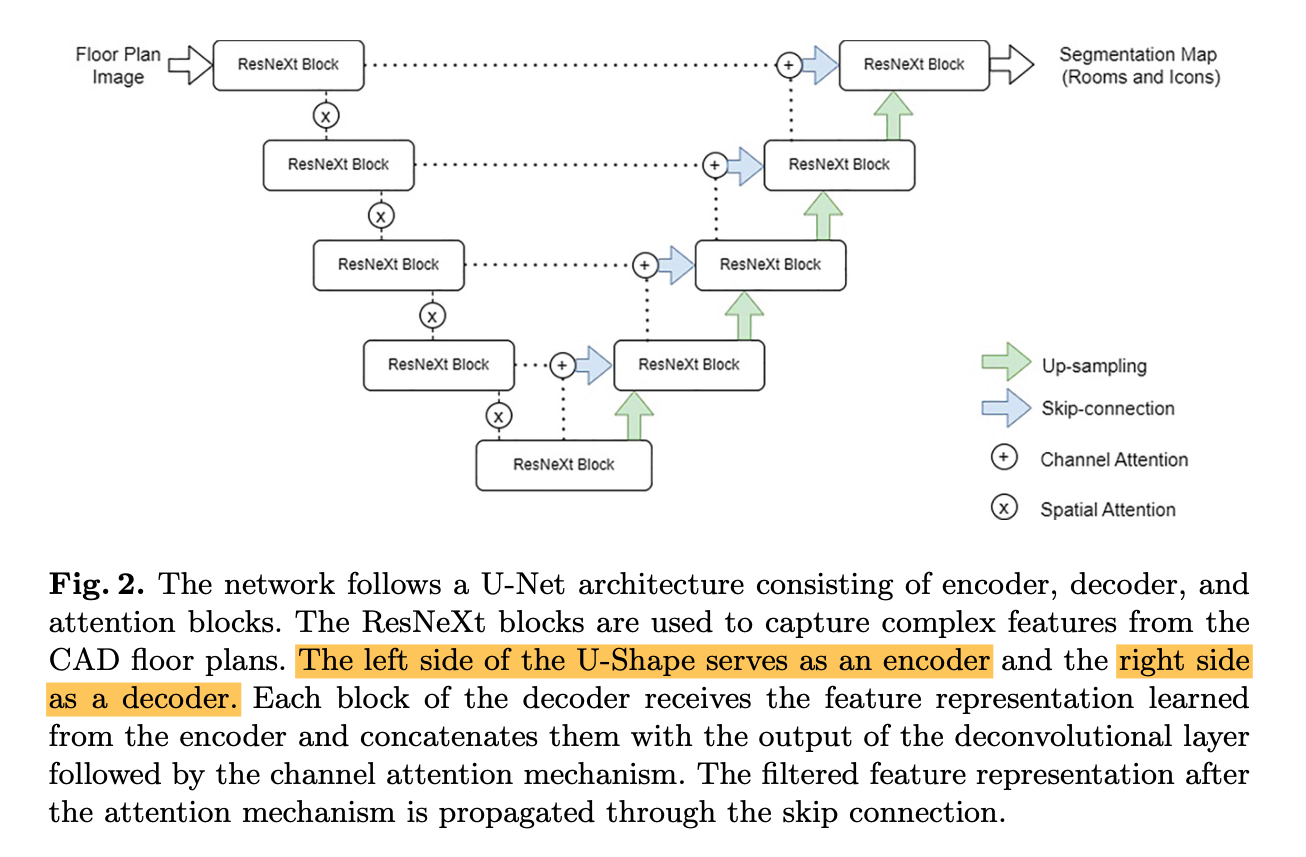 Floor Plan
Image
ResNeXt Block
+
ResNeXt Block
Segmentation Map
(Rooms and Icons)
x
ResNeXt Block
+
ResNeXt Block
x
ResNeXt Block
+
ResNeXt Block
x
ResNeXt Block
+
ResNeXt Block
x
ResNeXt Block
Up-sampling
Skip-connection
+ Channel Attention
x Spatial Attention
Fig. 2. The network follows a U-Net architecture consisting of encoder, decoder, and
attention blocks. The ResNeXt blocks are used to capture complex features from the
CAD floor plans. The left side of the U-Shape serves as an encoder and the right side
as a decoder. Each block of the decoder receives the feature representation learned
from the encoder and concatenates them with the output of the deconvolutional layer
followed by the channel attention mechanism. The filtered feature representation after
the attention mechanism is propagated through the skip connection.